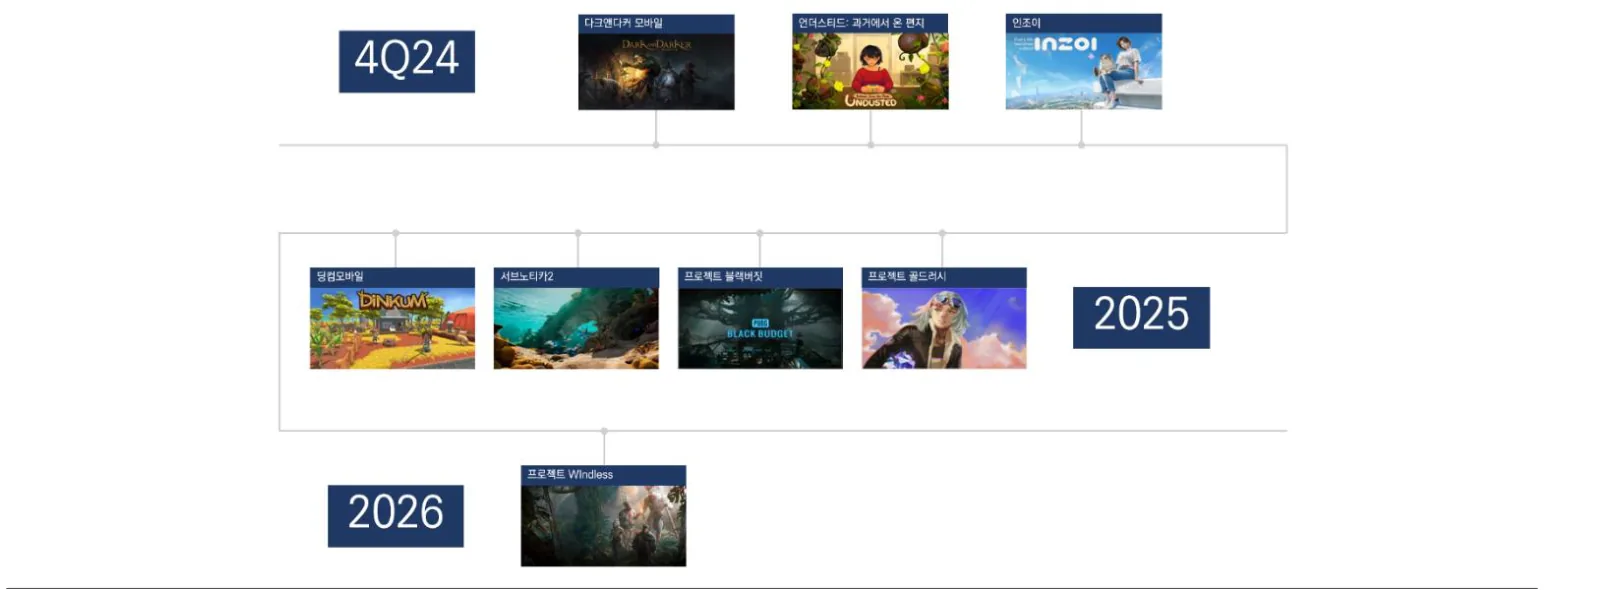 4Q24
다크앤다커 모바일
DARK AND DARKER
언더스티드: 과거에서 온 편지
UNDUSTED
인조이
inZOI
딩컴모바일
DINKUM
서브노티카2
프로젝트 블랙버짓
PUBG
BLACK BUDGET
프로젝트 골드러시
2025
2026
프로젝트 WIndless